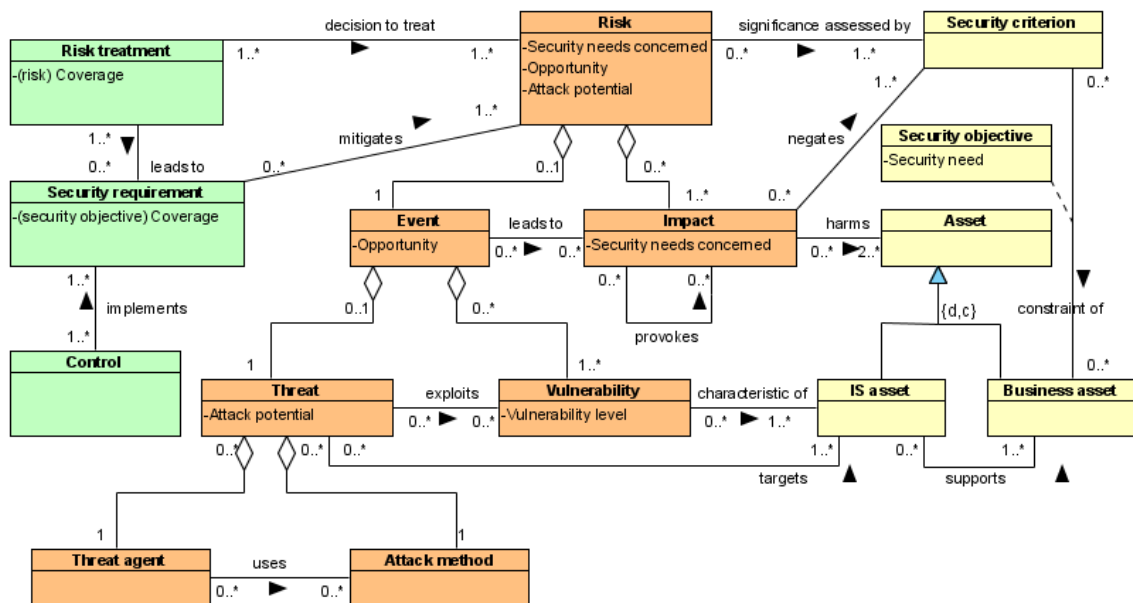 decision to treat
Risk
significance assessed by
Security criterion
Risk treatment
-(risk) Coverage
1..*
1..*
-Security needs concerned
-Opportunity
-Attack potential
0..*
1..*
1..*
0..*
1..*
mitigates
1..*
negates
Security objective
-Security need
0..*
leads to
0..*
0..1
0..*
Security requirement
-(security objective) Coverage
1
1..*
0..*
Event
-Opportunity
leads to
0..*
0..*
Impact
-Security needs concerned
harms
0..*
2..*
Asset
1..*
implements
1..*
0..1
0..*
0..*
0..*
provokes
{d,c}
constraint of
Control
1
1..*
0..*
Threat
-Attack potential
exploits
0..*
0..*
Vulnerability
-Vulnerability level
characteristic of
0..*
1..*
IS asset
Business asset
0..*
0..*
0..*
1..*
0..*
1..*
targets
supports
1
1
Threat agent
uses
0..*
0..*
Attack method